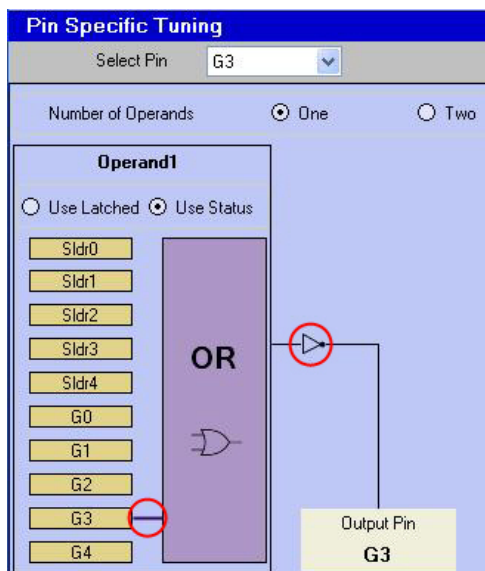 Pin Specific Tuning
Select Pin G3
Number of Operands One Two
Operand1
Use Latched Use Status
Sldr0
Sldr1
Sldr2
Sldr3
Sldr4
OR
G0
G1
G2
G3
G4
Output Pin
G3